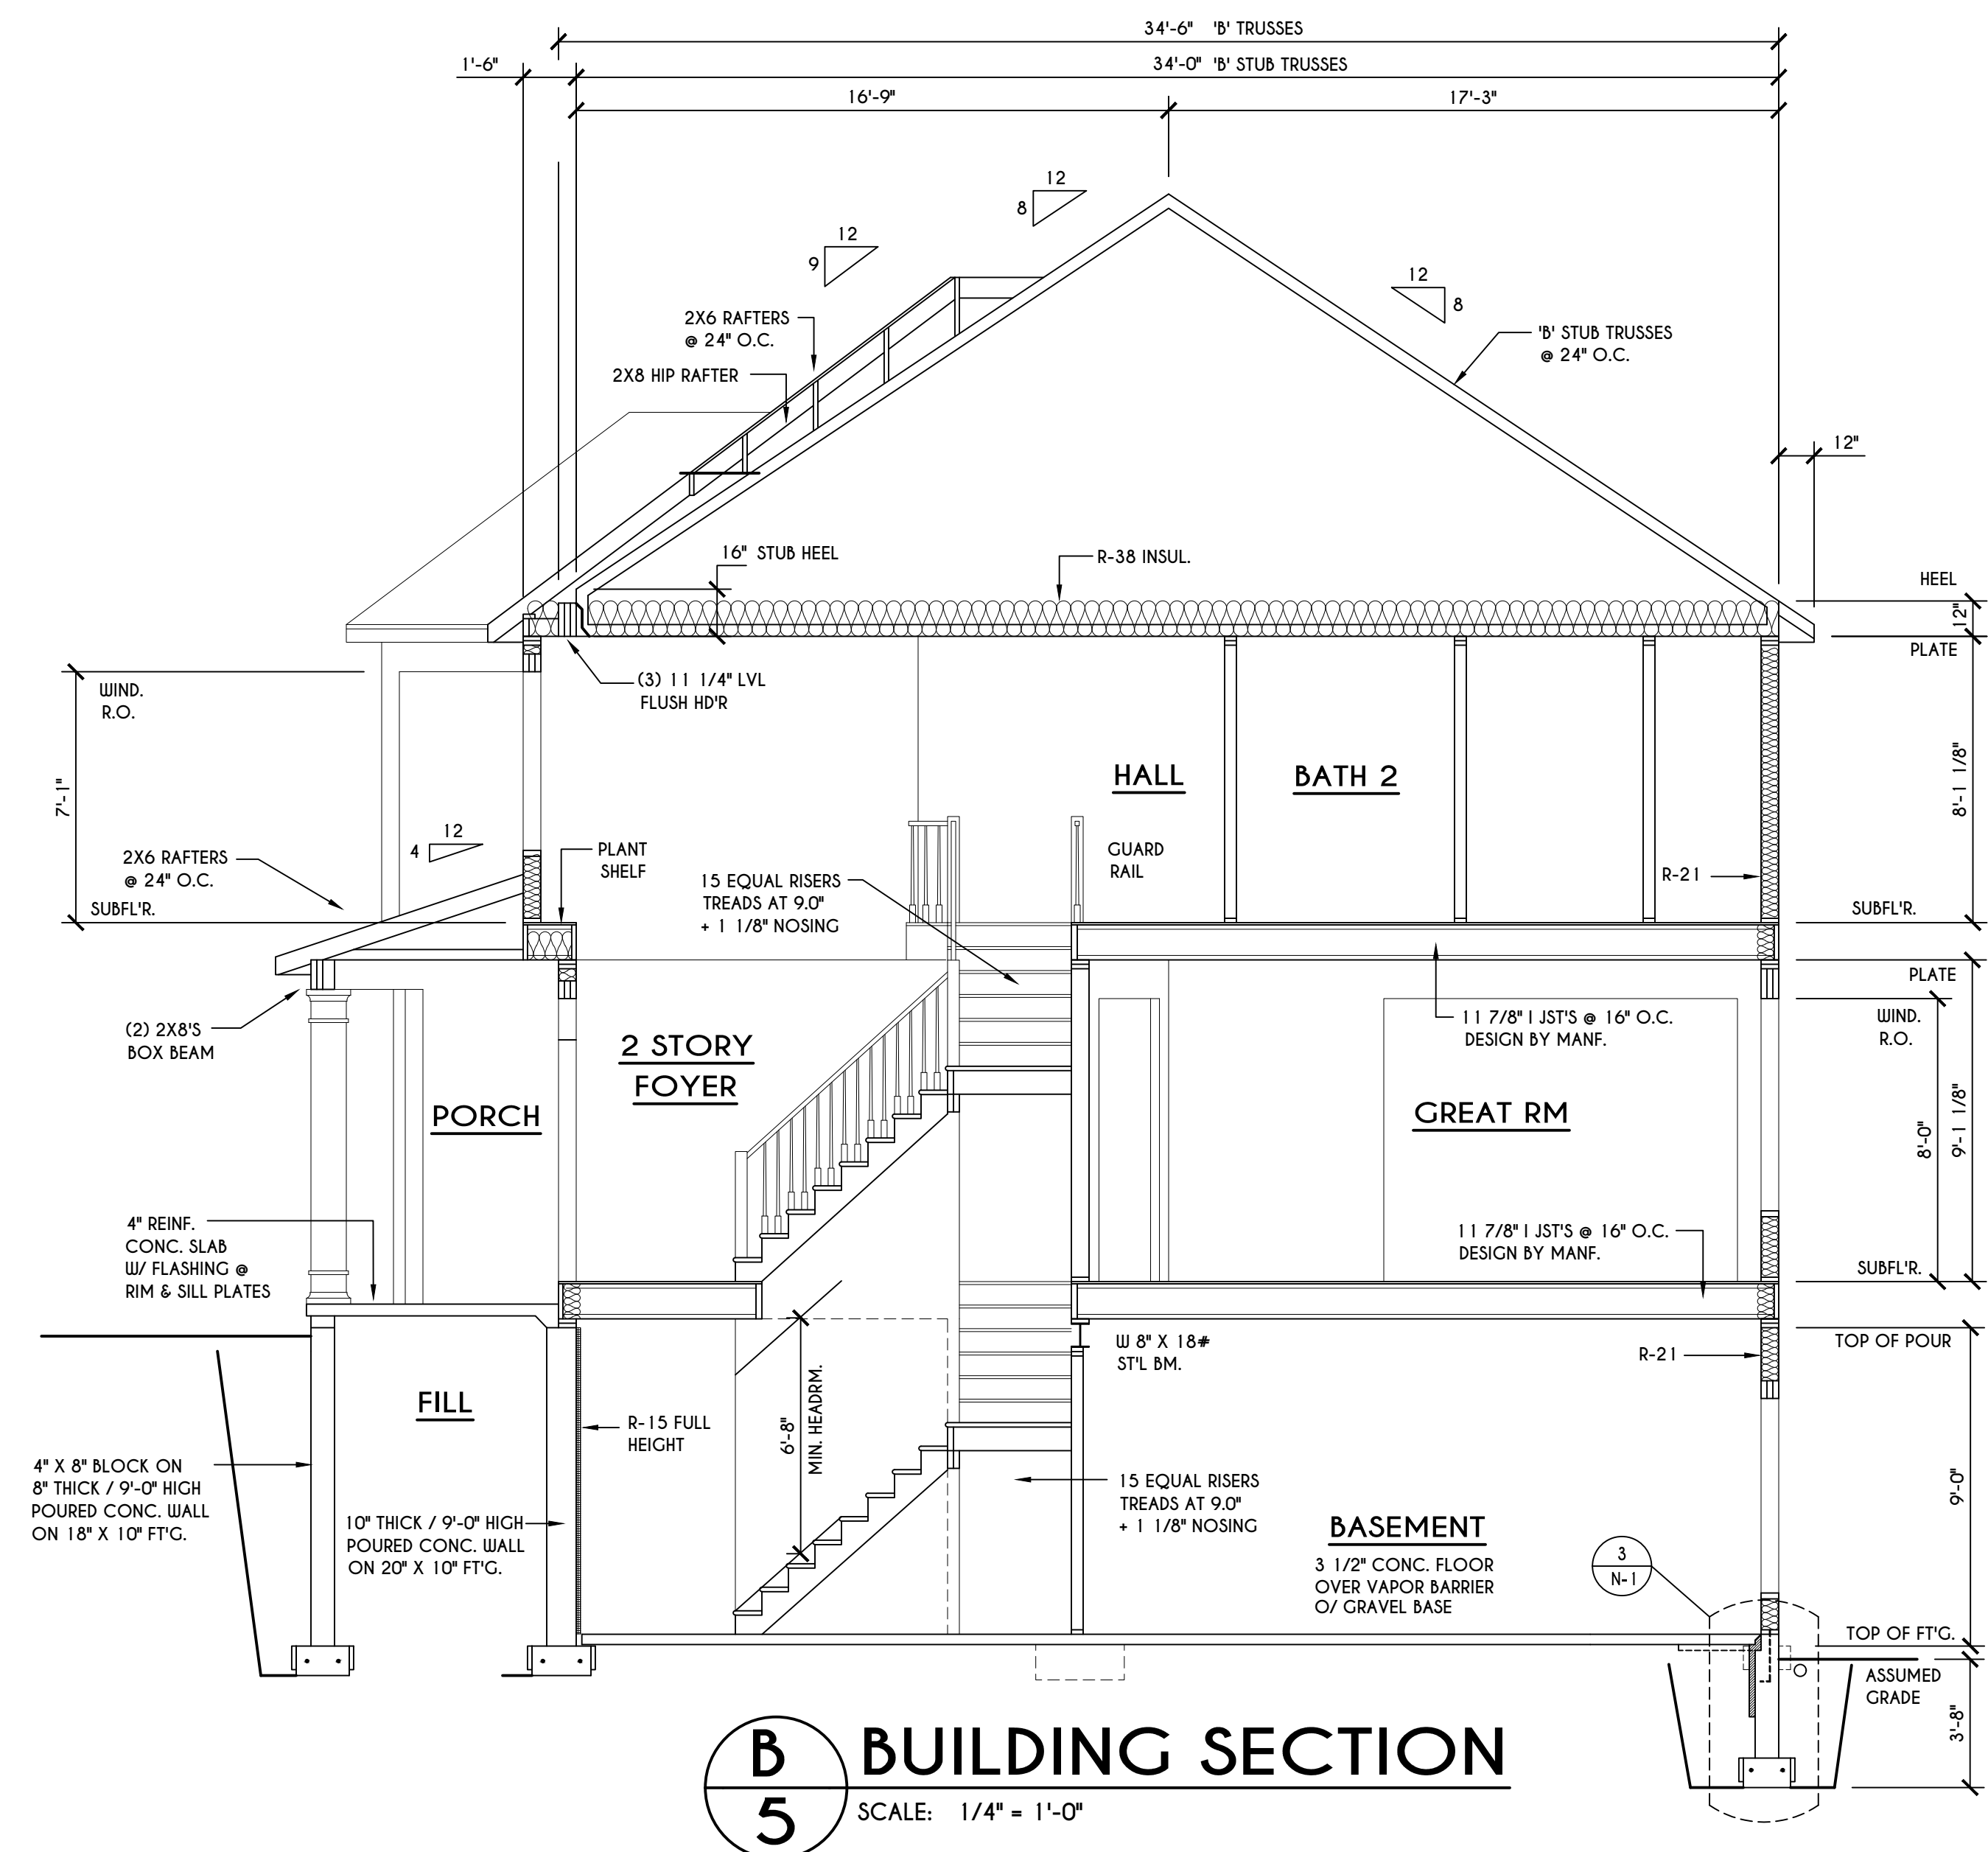 34'-6" 'B' TRUSSES
1'-6"
34'-0" 'B' STUB TRUSSES
16'-9"
17'-3"
12
8
12
9
12
8
2X6 RAFTERS
@ 24" O.C.
2X8 HIP RAFTER
'B' STUB TRUSSES
@ 24" O.C.
12"
16" STUB HEEL
R-38 INSUL.
HEEL
12"
PLATE
(3) 11 1/4" LVL
FLUSH HD'R
WIND.
R.O.
7'-1"
HALL
BATH 2
8'-1 1/8"
12
4
2X6 RAFTERS
@ 24" O.C.
SUBFL'R.
PLANT
SHELF
15 EQUAL RISERS
TREADS AT 9.0"
+ 1 1/8" NOSING
GUARD
RAIL
R-21
SUBFL'R.
PLATE
(2) 2X8'S
BOX BEAM
2 STORY
FOYER
11 7/8" I JST'S @ 16" O.C.
DESIGN BY MANF.
WIND.
R.O.
PORCH
GREAT RM
8'-0"
9'-1 1/8"
4" REINF.
CONC. SLAB
W/ FLASHING @
RIM & SILL PLATES
11 7/8" I JST'S @ 16" O.C.
DESIGN BY MANF.
SUBFL'R.
W 8" X 18#
ST'L BM.
R-21
TOP OF POUR
FILL
R-15 FULL
HEIGHT
6'-8"
MIN. HEADRM.
4" X 8" BLOCK ON
8" THICK / 9'-0" HIGH
POURED CONC. WALL
ON 18" X 10" FT'G.
10" THICK / 9'-0" HIGH
POURED CONC. WALL
ON 20" X 10" FT'G.
15 EQUAL RISERS
TREADS AT 9.0"
+ 1 1/8" NOSING
9'-0"
BASEMENT
3 1/2" CONC. FLOOR
OVER VAPOR BARRIER
O/ GRAVEL BASE
3
N-1
TOP OF FT'G.
ASSUMED
GRADE
3'-8"
B
5
BUILDING SECTION
SCALE: 1/4" = 1'-0"